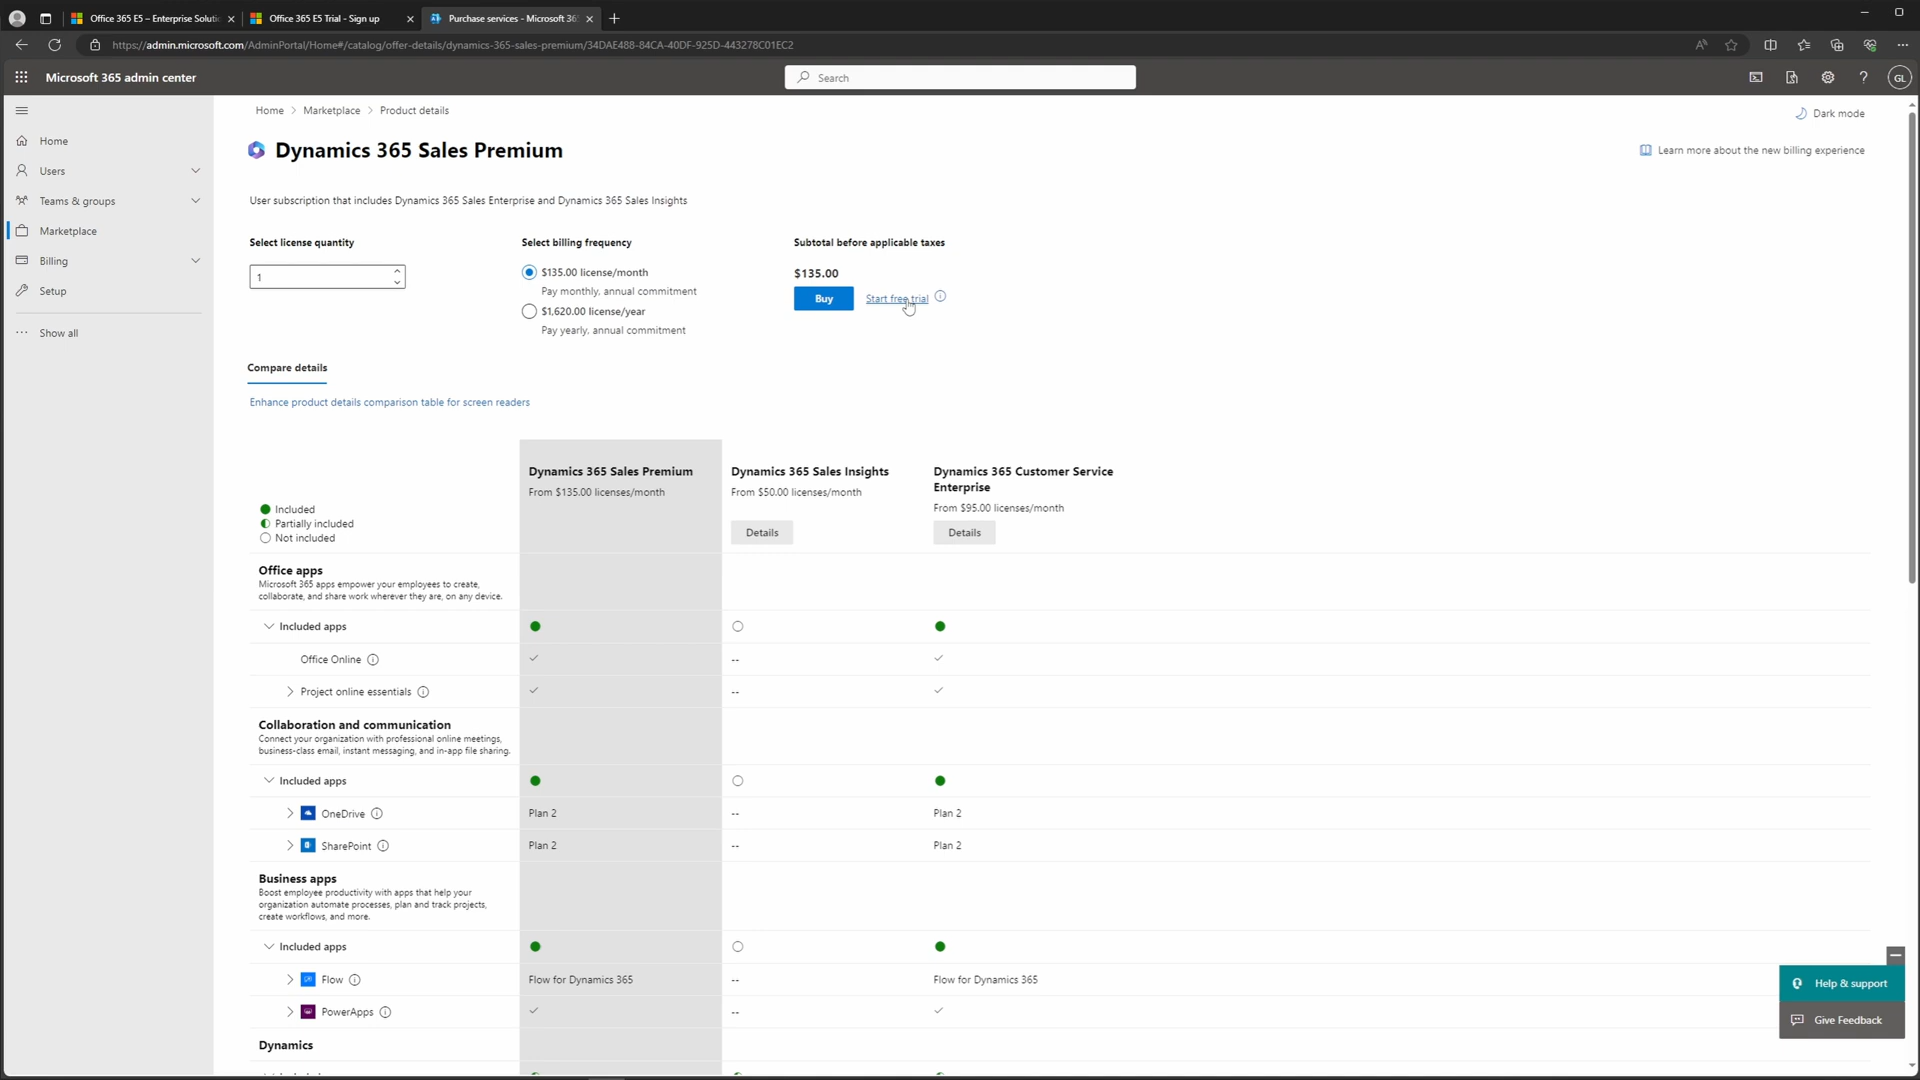 Office 365 E5 – Enterprise Solutio
Office 365 E5 Trial - Sign up
Purchase services - Microsoft 36
https://admin.microsoft.com/AdminPortal/Home#/catalog/offer-details/dynamics-365-sales-premium/34DAE488-84CA-40DF-925D-443278C01EC2
Microsoft 365 admin center
Search
GL
Home
Users
Teams & groups
Marketplace
Billing
Setup
Show all
Home > Marketplace > Product details
Dark mode
Dynamics 365 Sales Premium
Learn more about the new billing experience
User subscription that includes Dynamics 365 Sales Enterprise and Dynamics 365 Sales Insights
Select license quantity
1
Select billing frequency
$135.00 license/month
Pay monthly, annual commitment
$1,620.00 license/year
Pay yearly, annual commitment
Subtotal before applicable taxes
$135.00
Buy
Start free trial
Compare details
Enhance product details comparison table for screen readers
Included
Partially included
Not included
Dynamics 365 Sales Premium
From $135.00 licenses/month
Dynamics 365 Sales Insights
From $50.00 licenses/month
Details
Dynamics 365 Customer Service
Enterprise
From $95.00 licenses/month
Details
Office apps
Microsoft 365 apps empower your employees to create,
collaborate, and share work wherever they are, on any device.
Included apps
Office Online -- 
Project online essentials --
Collaboration and communication
Connect your organization with professional online meetings,
business-class email, instant messaging, and in-app file sharing.
Included apps
OneDrive Plan 2 -- Plan 2
SharePoint Plan 2 -- Plan 2
Business apps
Boost employee productivity with apps that help your
organization automate processes, plan and track projects,
create workflows, and more.
Included apps
Flow Flow for Dynamics 365 -- Flow for Dynamics 365
PowerApps --
Dynamics
Help & support
Give Feedback